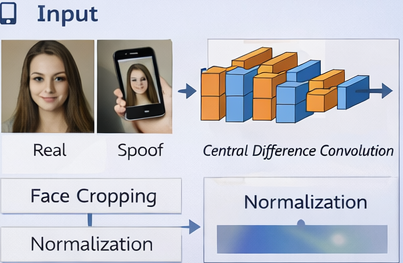 Input
Real
Spoof
Central Difference Convolution
Face Cropping
Normalization
Normalization